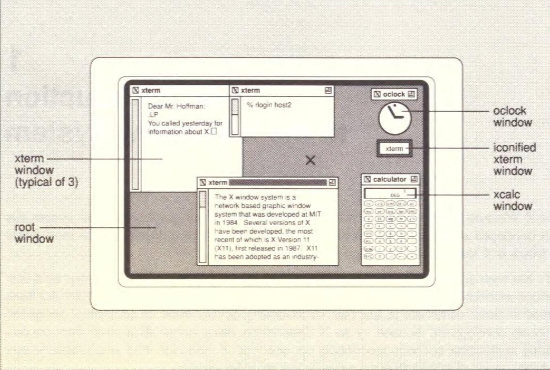 xterm
Dear Mr. Hoffman:
.LP
You called yesterday for
information about X.
xterm
% rlogin host2
oclock
xterm
xterm
The X window system is a
network based graphic window
system that was developed at MIT
in 1984. Several versions of X
have been developed, the most
recent of which is X Version 11
(X11), first released in 1987. X11
has been adopted as an industry-
calculator
DEG
xterm
window
(typical of 3)
root
window
oclock
window
iconified
xterm
window
xcalc
window